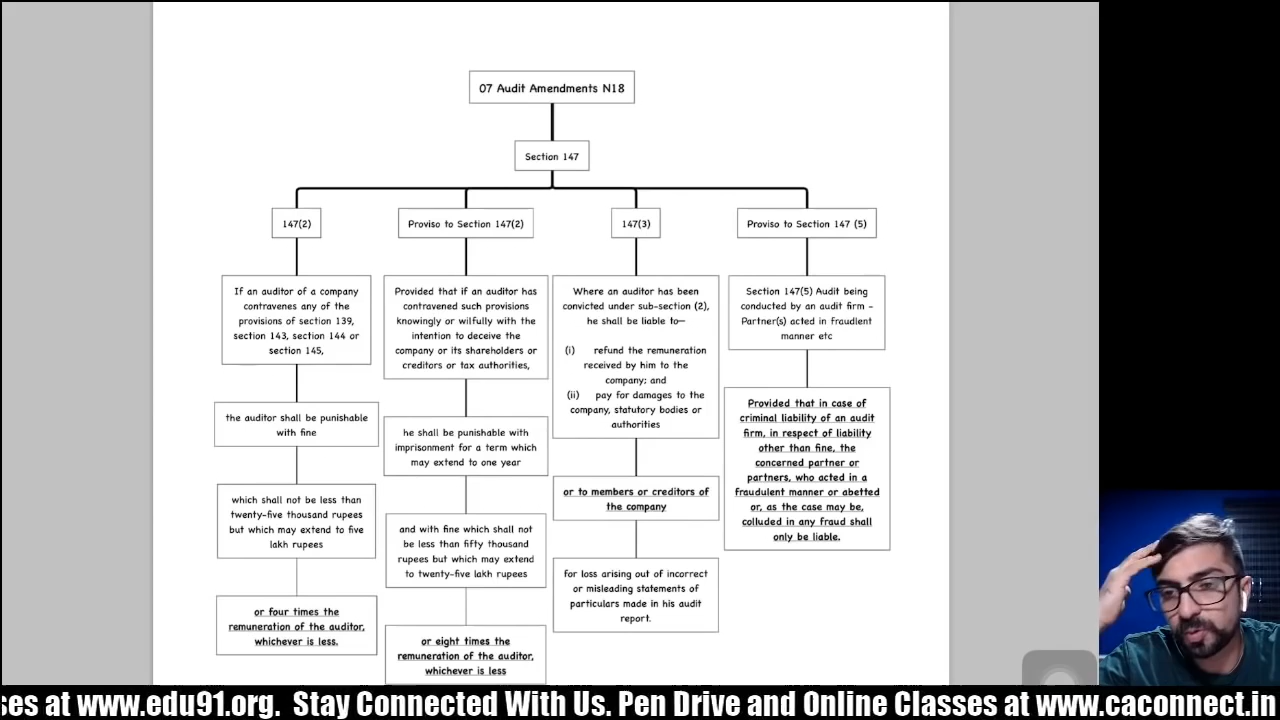 07 Audit Amendments N18
Section 147
147(2)
Proviso to Section 147(2)
147(3)
Proviso to Section 147 (5)
If an auditor of a company
contravenes any of the
provisions of section 139,
section 143, section 144 or
section 145,
the auditor shall be punishable
with fine
which shall not be less than
twenty-five thousand rupees
but which may extend to five
lakh rupees
or four times the
remuneration of the auditor,
whichever is less.
Provided that if an auditor has
contravened such provisions
knowingly or wilfully with the
intention to deceive the
company or its shareholders or
creditors or tax authorities,
he shall be punishable with
imprisonment for a term which
may extend to one year
and with fine which shall not
be less than fifty thousand
rupees but which may extend
to twenty-five lakh rupees
or eight times the
remuneration of the auditor,
whichever is less
Where an auditor has been
convicted under sub-section (2),
he shall be liable to—
(i) refund the remuneration
received by him to the
company; and
(ii) pay for damages to the
company, statutory bodies or
authorities
or to members or creditors of
the company
for loss arising out of incorrect
or misleading statements of
particulars made in his audit
report.
Section 147(5) Audit being
conducted by an audit firm -
Partner(s) acted in fraudlent
manner etc
Provided that in case of
criminal liability of an audit
firm, in respect of liability
other than fine, the
concerned partner or
partners, who acted in a
fraudulent manner or abetted
or, as the case may be,
colluded in any fraud shall
only be liable.
ses at www.edu91.org. Stay Connected With Us. Pen Drive and Online Classes at www.caconnect.in